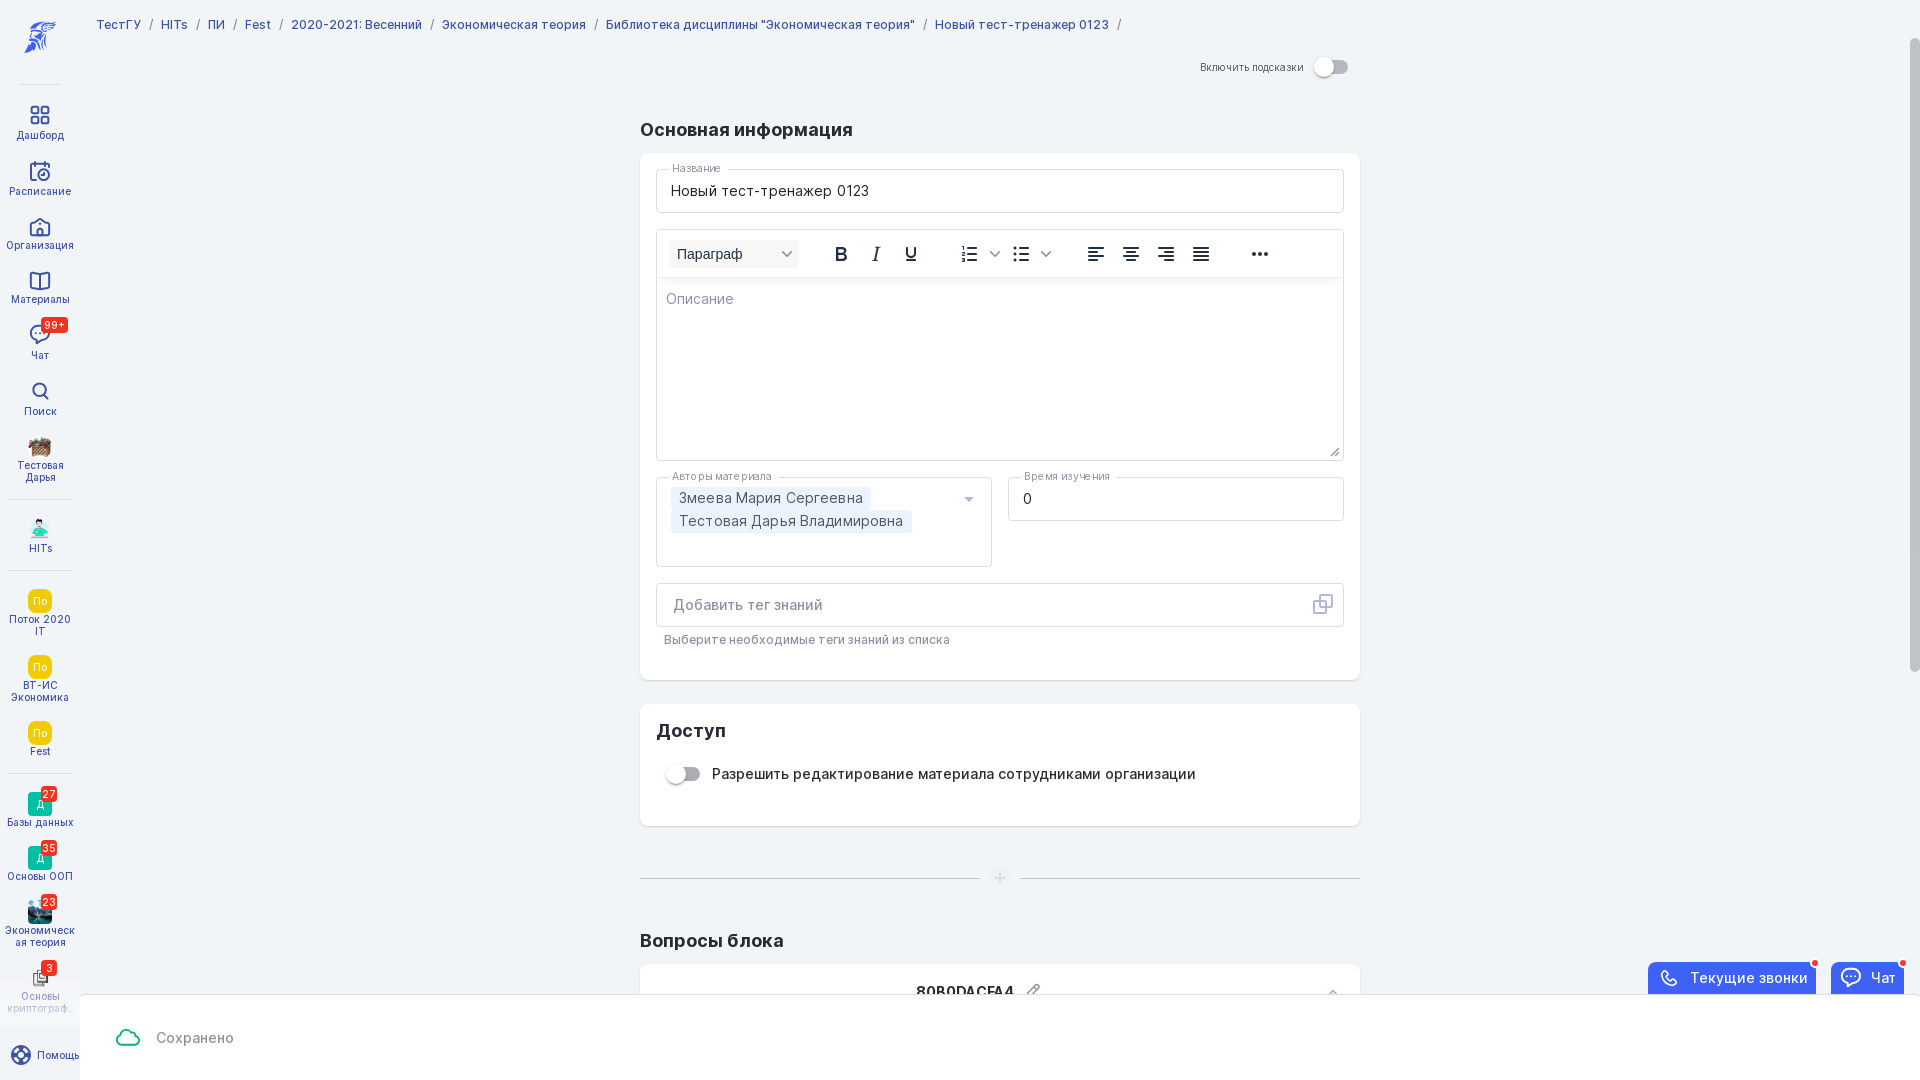 ТестГУ / HITs / ПИ / Fest / 2020-2021: Весенний / Экономическая теория / Библиотека дисциплины "Экономическая теория" / Новый тест-тренажер 0123 /
Включить подсказки
Дашборд
Расписание
Организация
Материалы
99+
Чат
Поиск
Тестовая
Дарья
HITs
По
Поток 2020
IT
По
ВТ-ИС
Экономика
По
Fest
27
Д
Базы данных
35
Д
Основы ООП
23
Экономическ
ая теория
3
Основы
криптограф...
Помощь
Основная информация
Название
Новый тест-тренажер 0123
Параграф
Описание
Авторы материала
Змеева Мария Сергеевна
Тестовая Дарья Владимировна
Время изучения
0
Добавить тег знаний
Выберите необходимые теги знаний из списка
Доступ
Разрешить редактирование материала сотрудниками организации
Вопросы блока
80B0DACFA4
Текущие звонки
Чат
Сохранено